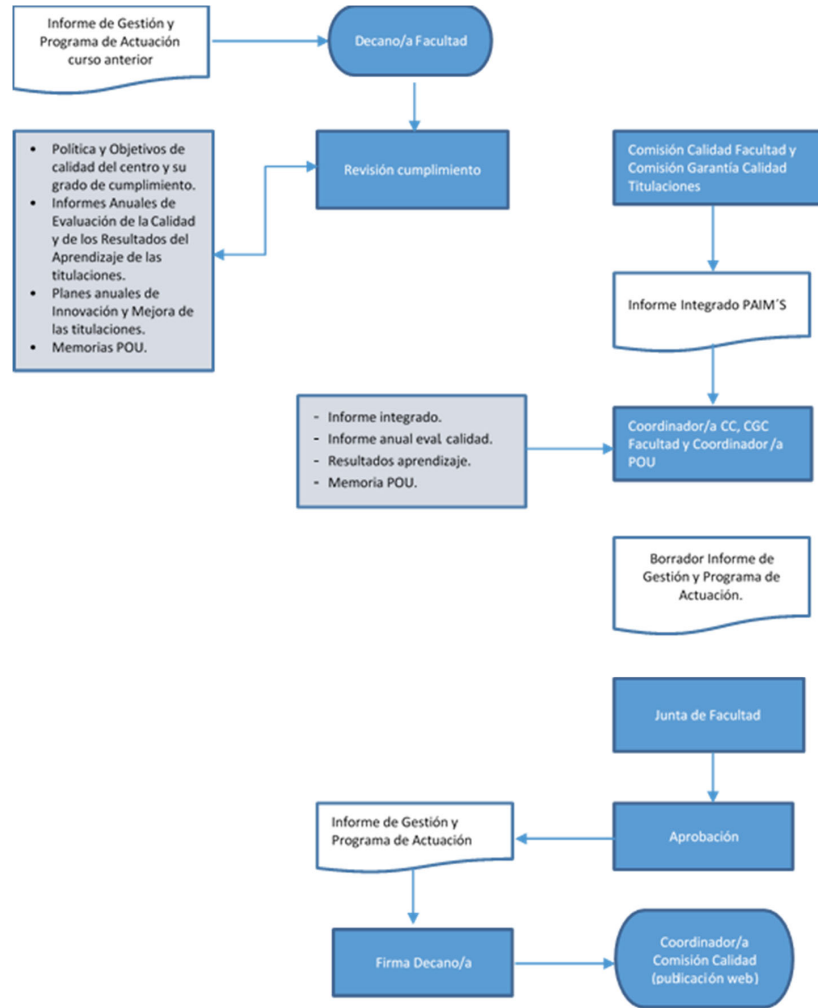 Informe de Gestión y
Programa de Actuación
curso anterior
Decano/a Facultad
• Política y Objetivos de
calidad del centro y su
grado de cumplimiento.
• Informes Anuales de
Evaluación de la Calidad
y de los Resultados del
Aprendizaje de las
titulaciones.
• Planes anuales de
Innovación y Mejora de
las titulaciones.
• Memorias POU.
Revisión cumplimiento
Comisión Calidad Facultad y
Comisión Garantía Calidad
Titulaciones
Informe Integrado PAIM´S
- Informe integrado.
- Informe anual eval. calidad.
- Resultados aprendizaje.
- Memoria POU.
Coordinador/a CC, CGC
Facultad y Coordinador/a
POU
Borrador Informe de
Gestión y Programa de
Actuación.
Junta de Facultad
Aprobación
Informe de Gestión y
Programa de Actuación
Firma Decano/a
Coordinador/a
Comisión Calidad
(publicación web)